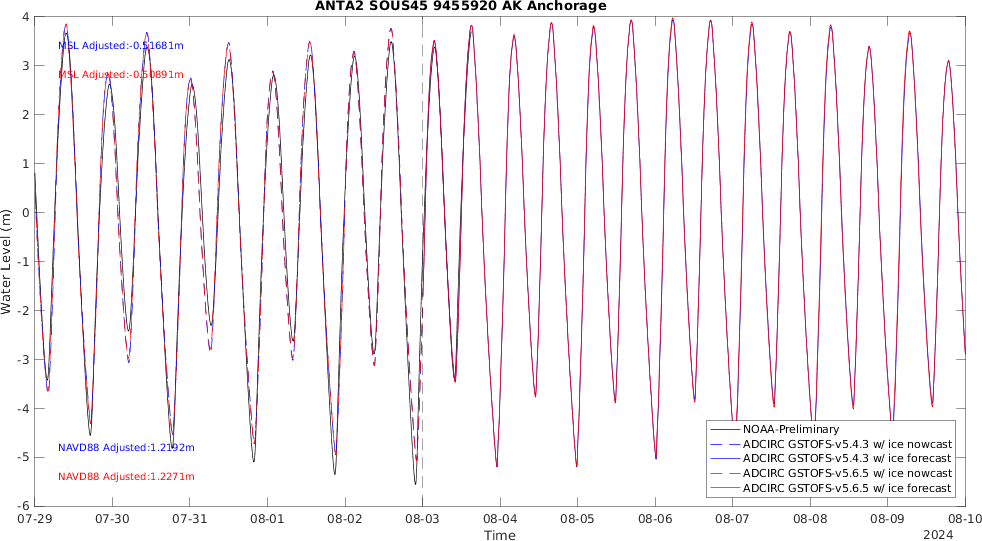 ANTA2 SOUS45 9455920 AK Anchorage
4
3
2
1
0
-1
-2
-3
-4
-5
-6
Water Level (m)
MSL Adjusted:-0.51681m
MSL Adjusted:-0.50891m
NAVD88 Adjusted:1.2192m
NAVD88 Adjusted:1.2271m
NOAA-Preliminary
ADCIRC GSTOFS-v5.4.3 w/ ice nowcast
ADCIRC GSTOFS-v5.4.3 w/ ice forecast
ADCIRC GSTOFS-v5.6.5 w/ ice nowcast
ADCIRC GSTOFS-v5.6.5 w/ ice forecast
07-29 07-30 07-31 08-01 08-02 08-03 08-04 08-05 08-06 08-07 08-08 08-09 08-10
Time
2024